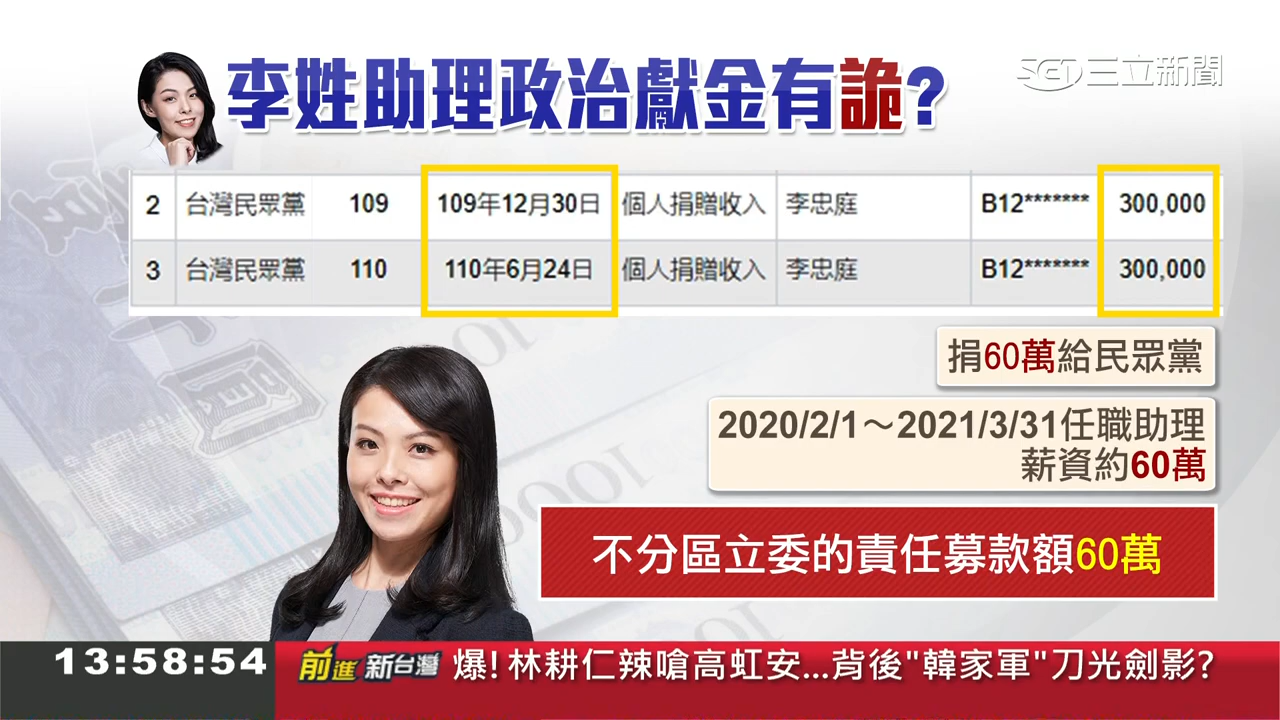 李姓助理政治獻金有詭?
SET 三立新聞
2 台灣民眾黨 109 109年12月30日 個人捐贈收入 李忠庭 B12******* 300,000
3 台灣民眾黨 110 110年6月24日 個人捐贈收入 李忠庭 B12******* 300,000
捐60萬給民眾黨
2020/2/1～2021/3/31任職助理
薪資約60萬
不分區立委的責任募款額60萬
13:58:54 前進新台灣 爆!林耕仁辣嗆高虹安...背後"韓家軍"刀光劍影?